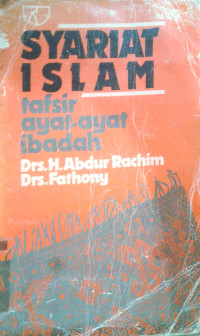 SYARIAT
ISLAM
tafsir
ayat-ayat
ibadah
Drs.H.Abdur Rachim
Drs.Fathony